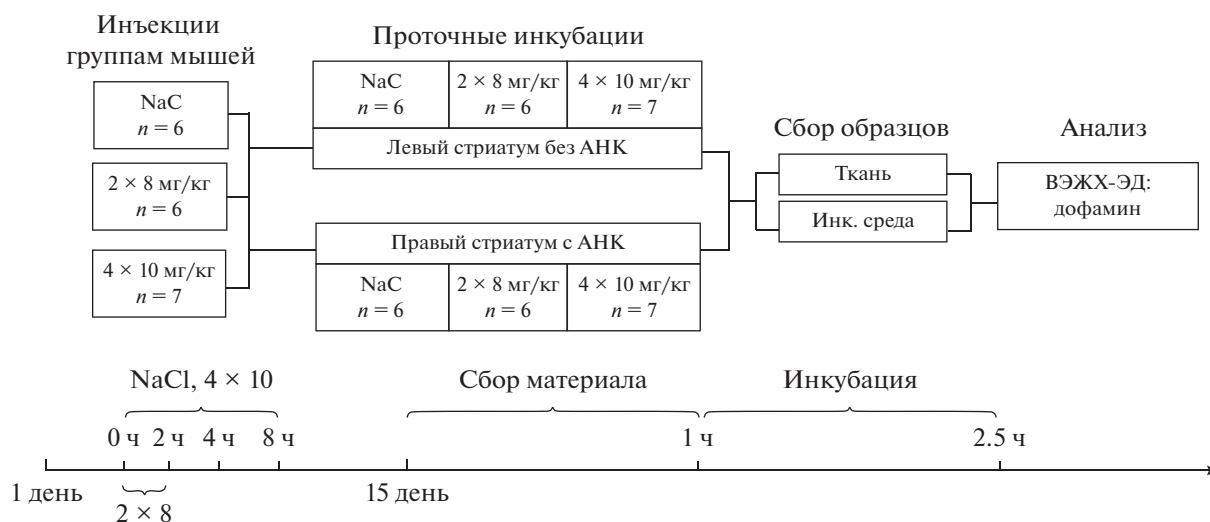 Инъекции
группам мышей
NaC
n = 6
2 × 8 мг/кг
n = 6
4 × 10 мг/кг
n = 7
Проточные инкубации
NaC
n = 6
2 × 8 мг/кг
n = 6
4 × 10 мг/кг
n = 7
Левый стриатум без АНК
Правый стриатум с АНК
NaC
n = 6
2 × 8 мг/кг
n = 6
4 × 10 мг/кг
n = 7
Сбор образцов
Ткань
Инк. среда
Анализ
ВЭЖХ-ЭД:
дофамин
NaCl, 4 × 10
Сбор материала
Инкубация
0 ч 2 ч 4 ч 8 ч 1 ч 2.5 ч
1 день 15 день
2 × 8